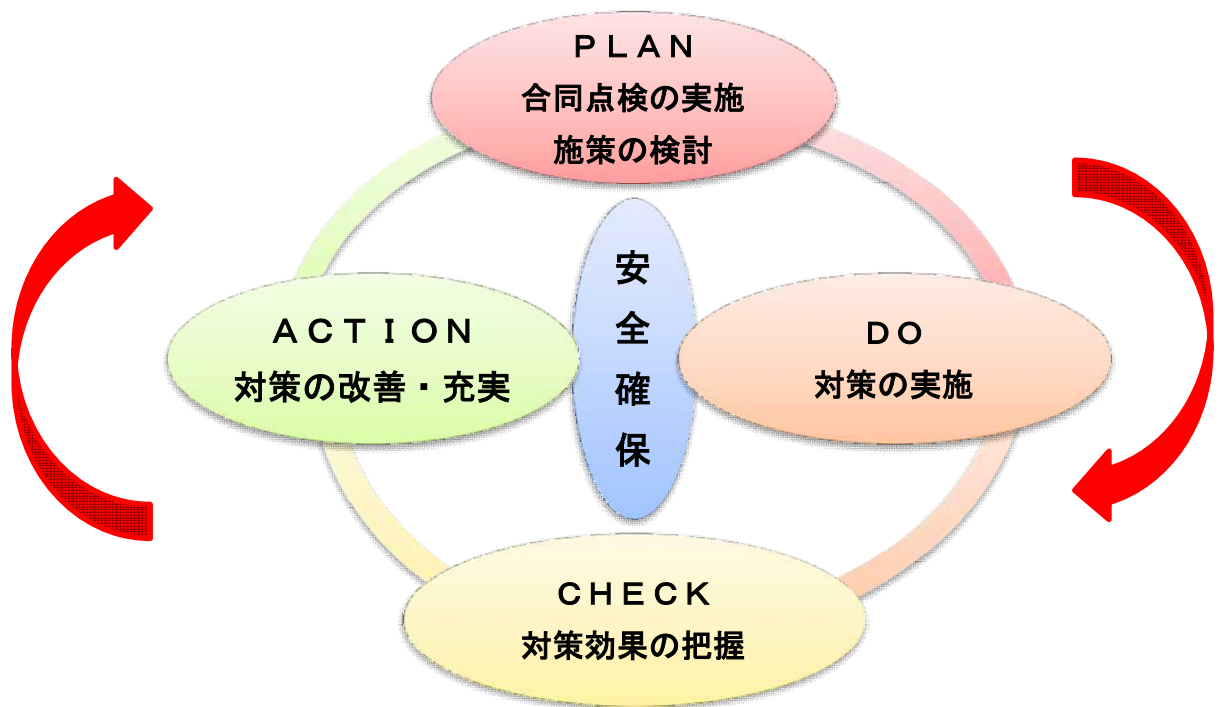 ＰＬＡＮ
合同点検の実施
施策の検討
安全確保
ＡＣＴＩＯＮ
対策の改善・充実
ＤＯ
対策の実施
ＣＨＥＣＫ
対策効果の把握